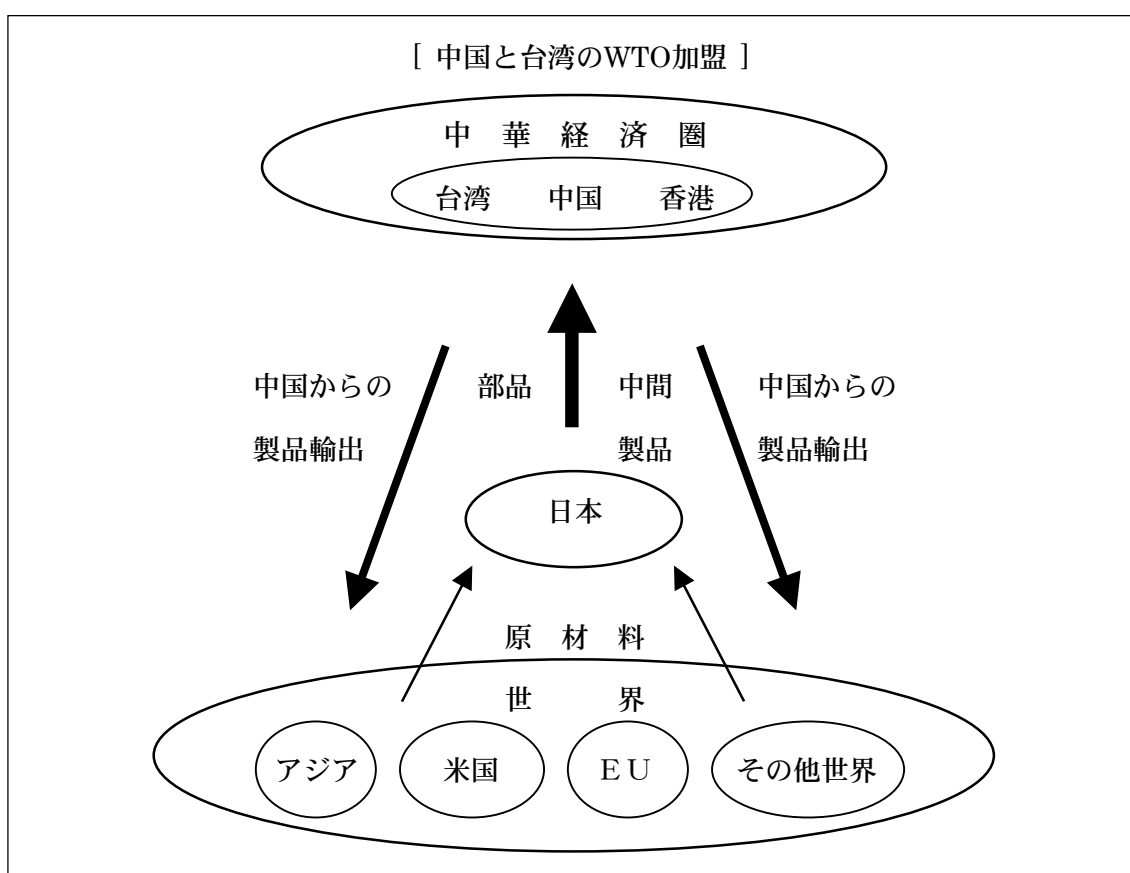 [ 中国と台湾のWTO加盟 ]
中華経済圏
台湾 中国 香港
中国からの
製品輸出
部品
中間
製品
中国からの
製品輸出
日本
原材料
世界
アジア 米国 EU その他世界